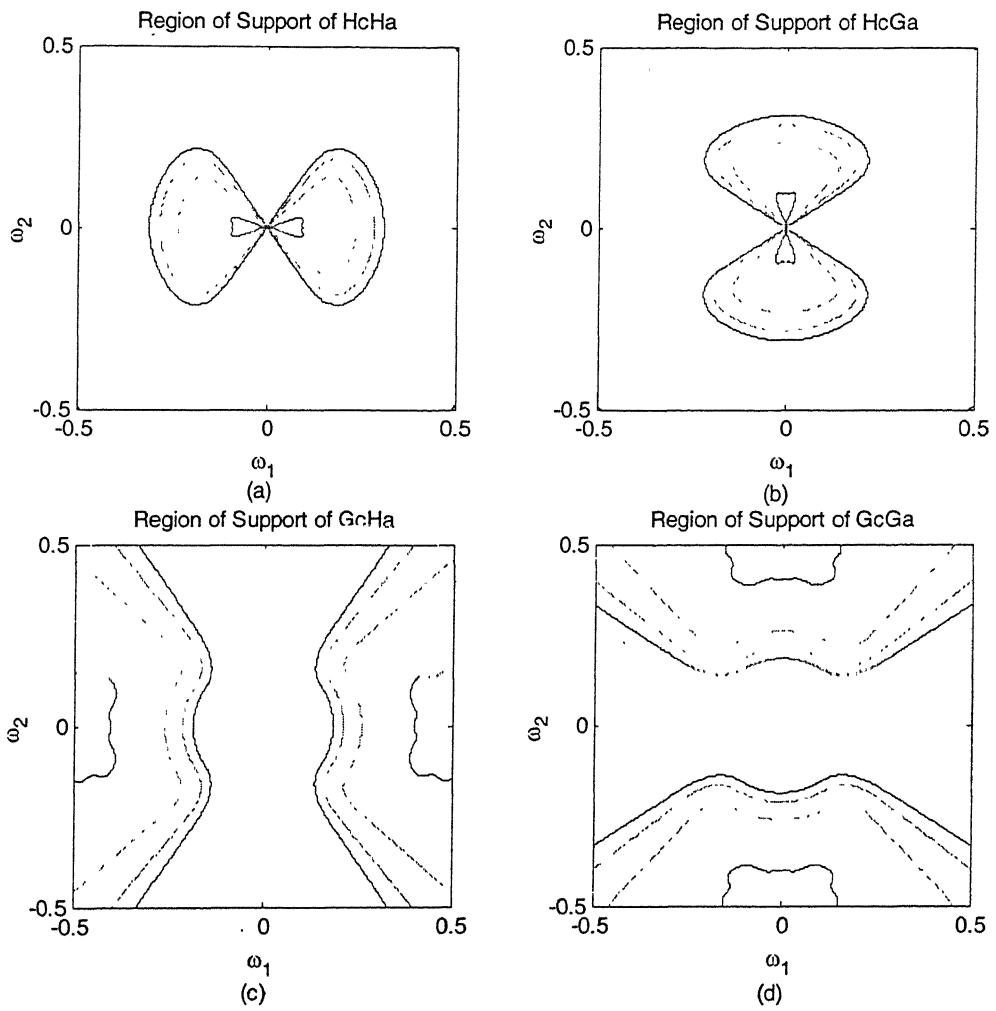 Region of Support of HcHa
0.5
ω2
0
-0.5
-0.5 0 0.5
ω1
(a)
Region of Support of HcGa
0.5
ω2
0
-0.5
-0.5 0 0.5
ω1
(b)
Region of Support of GcHa
0.5
ω2
0
-0.5
-0.5 0 0.5
ω1
(c)
Region of Support of GcGa
0.5
ω2
0
-0.5
-0.5 0 0.5
ω1
(d)